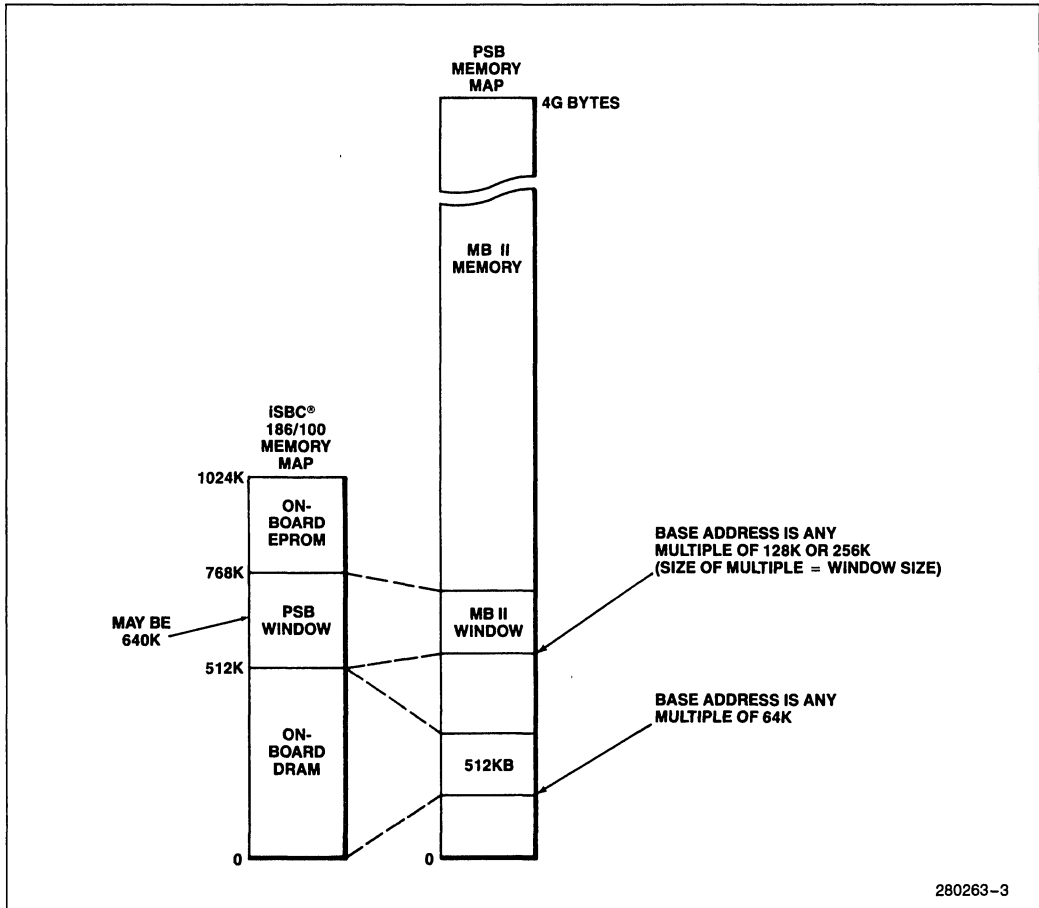 PSB
MEMORY
MAP
4G BYTES
MB II
MEMORY
iSBC®
186/100
MEMORY
MAP
1024K
ON-
BOARD
EPROM
768K
PSB
WINDOW
MAY BE
640K
512K
ON-
BOARD
DRAM
0
MB II
WINDOW
512KB
0
BASE ADDRESS IS ANY
MULTIPLE OF 128K OR 256K
(SIZE OF MULTIPLE = WINDOW SIZE)
BASE ADDRESS IS ANY
MULTIPLE OF 64K
280263–3